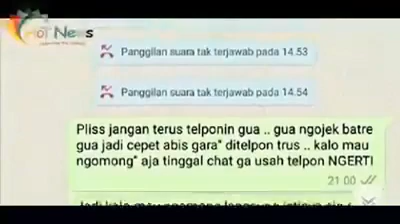 Hot News
Panggilan suara tak terjawab pada 14.53
Panggilan suara tak terjawab pada 14.54
Pliss jangan terus telponin gua .. gua ngojek batre
gua jadi cepet abis gara" ditelpon trus .. kalo mau
ngomong" aja tinggal chat ga usah telpon NGERTI
21 00